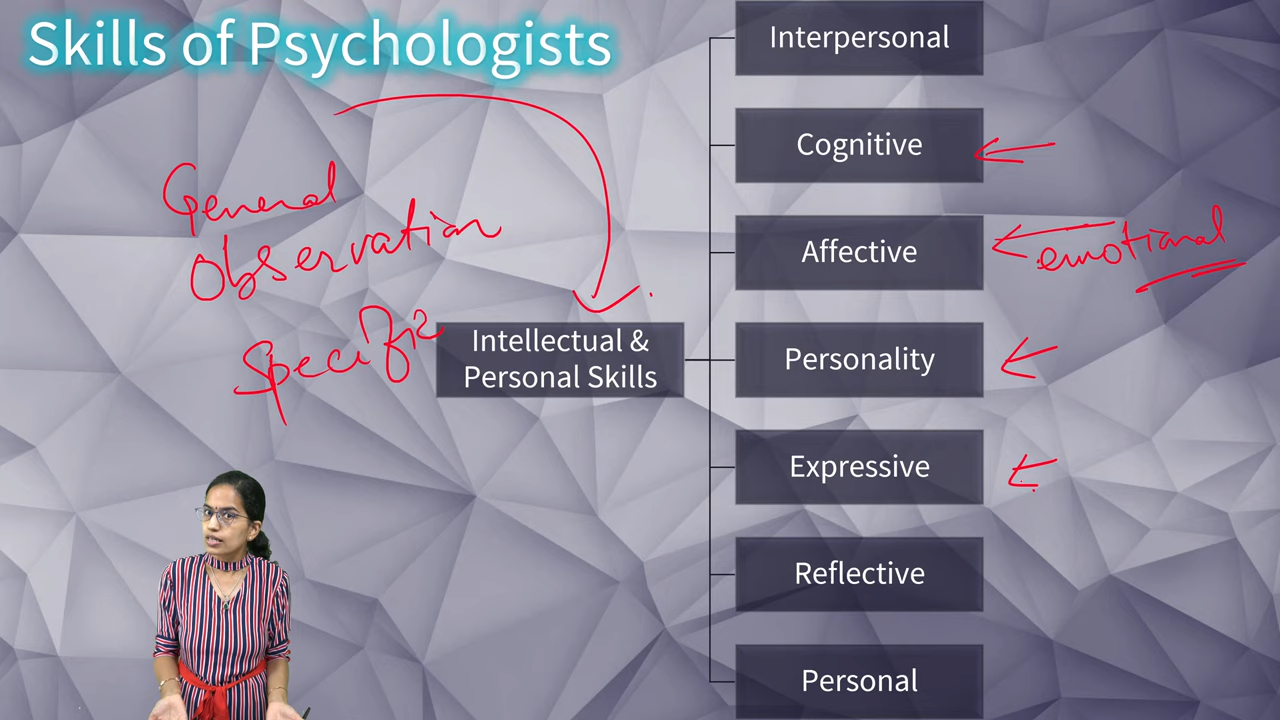 Skills of Psychologists
General
Observation
Specific
Intellectual &
Personal Skills
Interpersonal
Cognitive
Affective
emotional
Personality
Expressive
Reflective
Personal